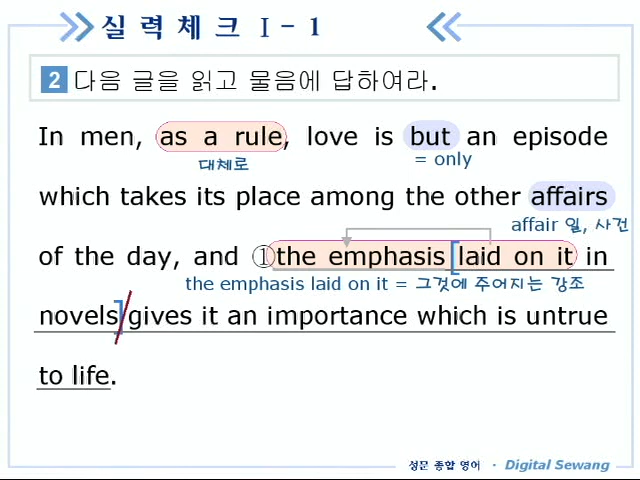 실력체크 I - 1
2 다음 글을 읽고 물음에 답하여라.
In men, as a rule, love is but an episode
대체로 = only
which takes its place among the other affairs
affair 일, 사건
of the day, and ①the emphasis [laid on it in
the emphasis laid on it = 그것에 주어지는 강조
novels]/gives it an importance which is untrue
to life.
성문 종합 영어 · Digital Sewang